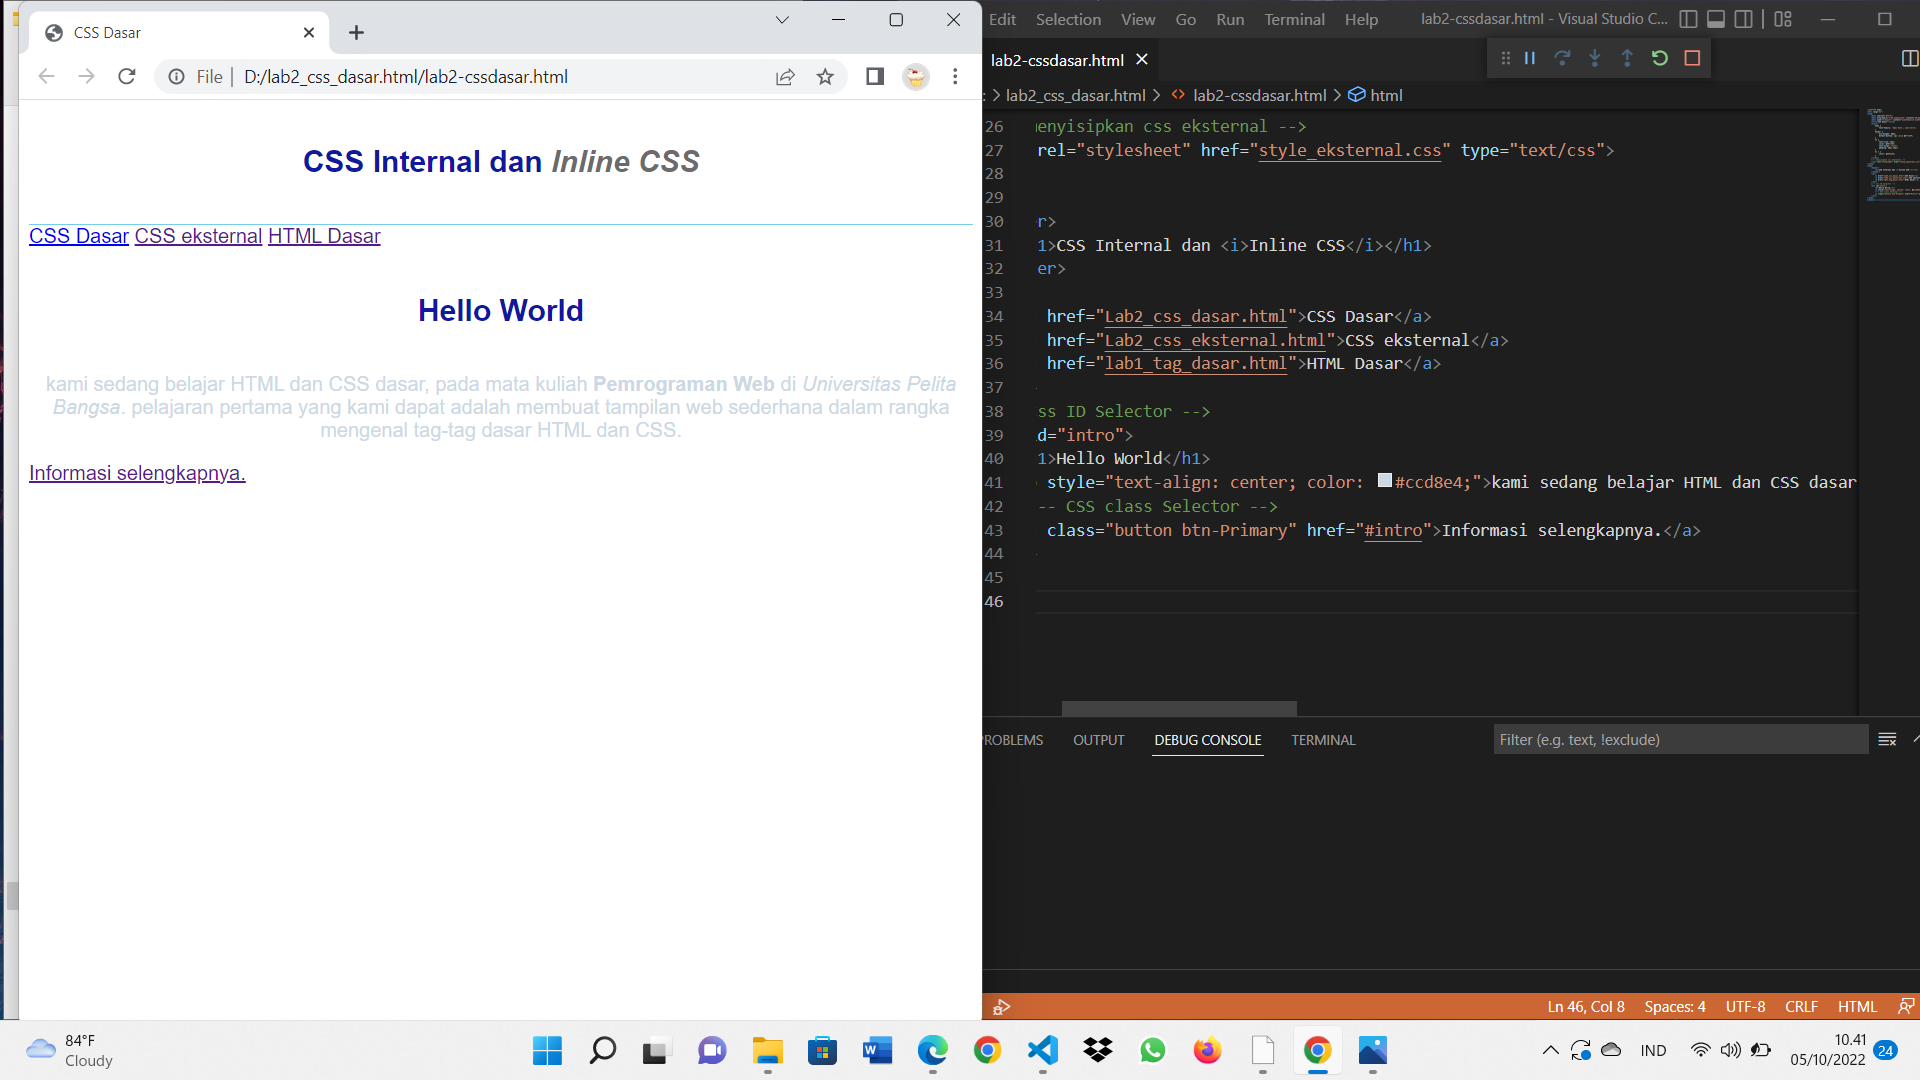 CSS Dasar
File | D:/lab2_css_dasar.html/lab2-cssdasar.html
CSS Internal dan Inline CSS
CSS Dasar CSS eksternal HTML Dasar
Hello World
kami sedang belajar HTML dan CSS dasar, pada mata kuliah Pemrograman Web di Universitas Pelita
Bangsa. pelajaran pertama yang kami dapat adalah membuat tampilan web sederhana dalam rangka
mengenal tag-tag dasar HTML dan CSS.
Informasi selengkapnya.
Edit Selection View Go Run Terminal Help lab2-cssdasar.html - Visual Studio C...
lab2-cssdasar.html
: > lab2_css_dasar.html > <> lab2-cssdasar.html > html
26 menyisipkan css eksternal -->
27 rel="stylesheet" href="style_eksternal.css" type="text/css">
28
29
30 r>
31 1>CSS Internal dan <i>Inline CSS</i></h1>
32 er>
33
34 href="Lab2_css_dasar.html">CSS Dasar</a>
35 href="Lab2_css_eksternal.html">CSS eksternal</a>
36 href="lab1_tag_dasar.html">HTML Dasar</a>
37
38 ss ID Selector -->
39 d="intro">
40 1>Hello World</h1>
41 style="text-align: center; color: #ccd8e4;">kami sedang belajar HTML dan CSS dasar
42 -- CSS class Selector -->
43 class="button btn-Primary" href="#intro">Informasi selengkapnya.</a>
44
45
46
PROBLEMS OUTPUT DEBUG CONSOLE TERMINAL Filter (e.g. text, !exclude)
Ln 46, Col 8 Spaces: 4 UTF-8 CRLF HTML
84°F
Cloudy
IND
10.41
05/10/2022
24